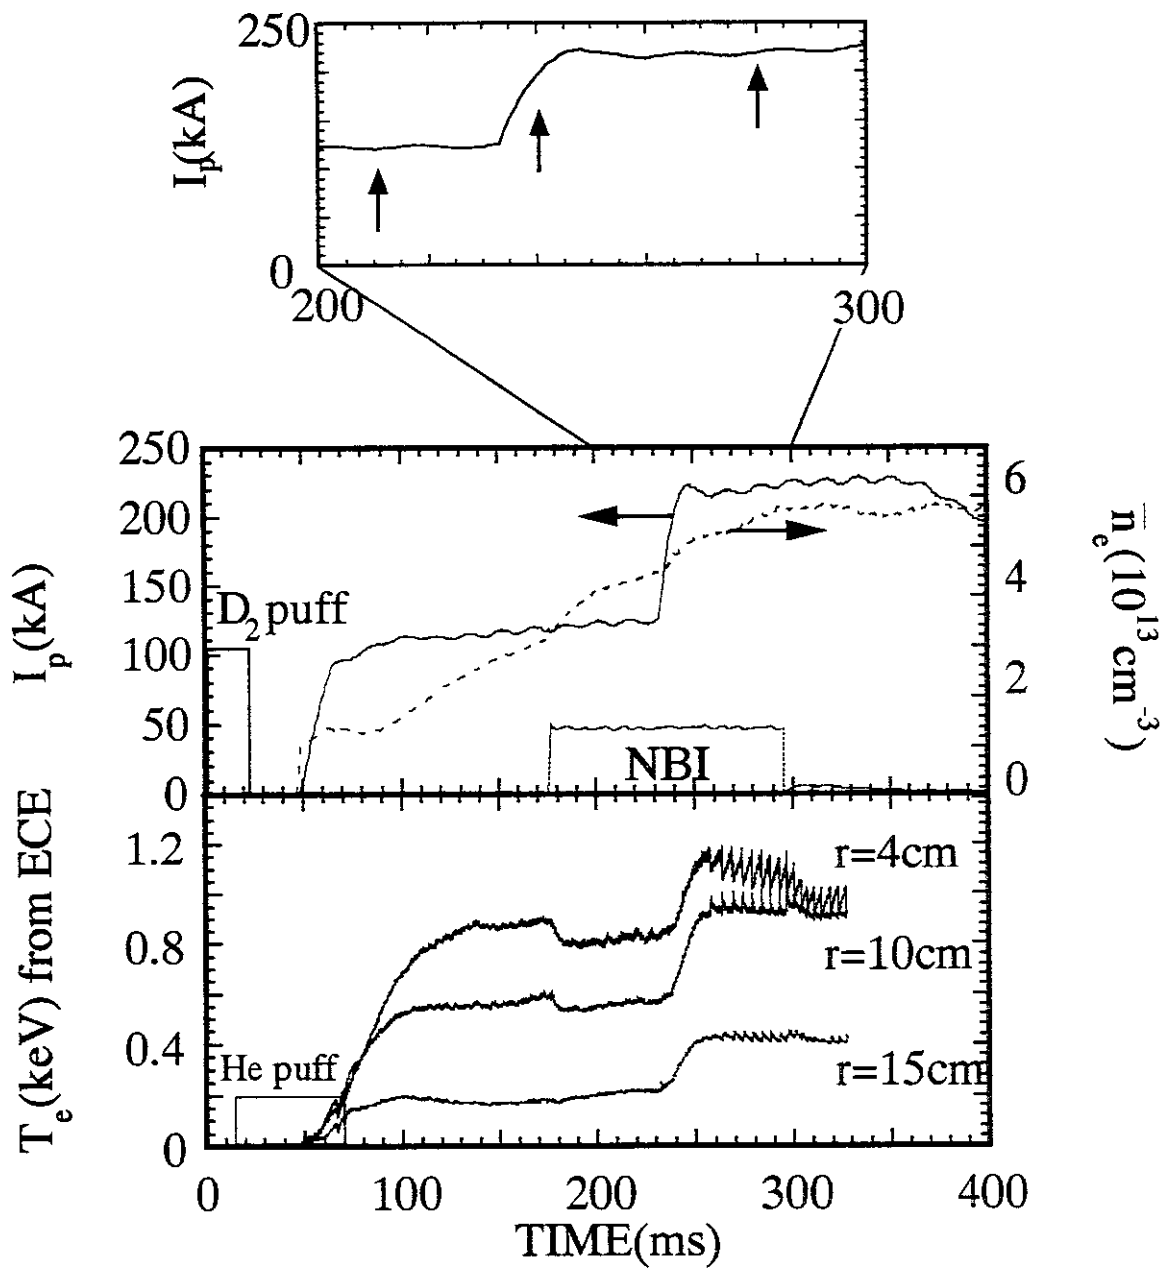 250
I_p(kA)
0
200
300
250
200
150
100
50
0
I_p(kA)
D_2 puff
NBI
6
4
2
0
n̅_e (10^13 cm^-3)
1.2
0.8
0.4
0
T_e(keV) from ECE
r=4cm
r=10cm
r=15cm
He puff
0
100
200
300
400
TIME(ms)